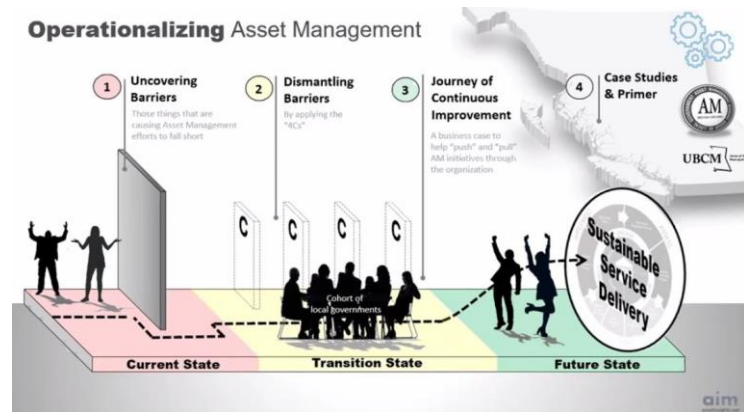 Operationalizing Asset Management
1
Uncovering
Barriers
Those things that are
causing Asset Management
efforts to fall short
2
Dismantling
Barriers
By applying the
"4Cs"
3
Journey of
Continuous
Improvement
A business case to
help "push" and "pull"
AM initiatives through
the organization
4
Case Studies
& Primer
AM
UBCM
C
C
C
C
Cohort of
local governments
Sustainable
Service
Delivery
Current State
Transition State
Future State
aim